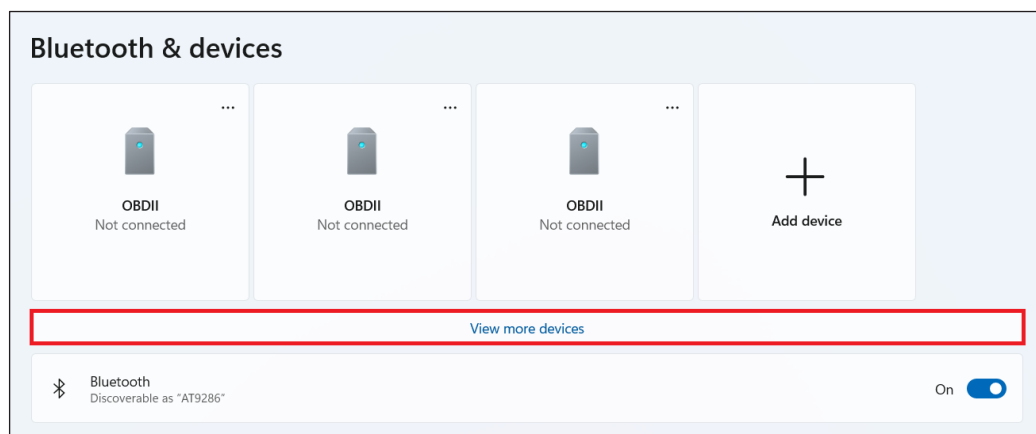 Bluetooth & devices
...
...
...
OBDII
Not connected
OBDII
Not connected
OBDII
Not connected
Add device
View more devices
Bluetooth
Discoverable as "AT9286"
On